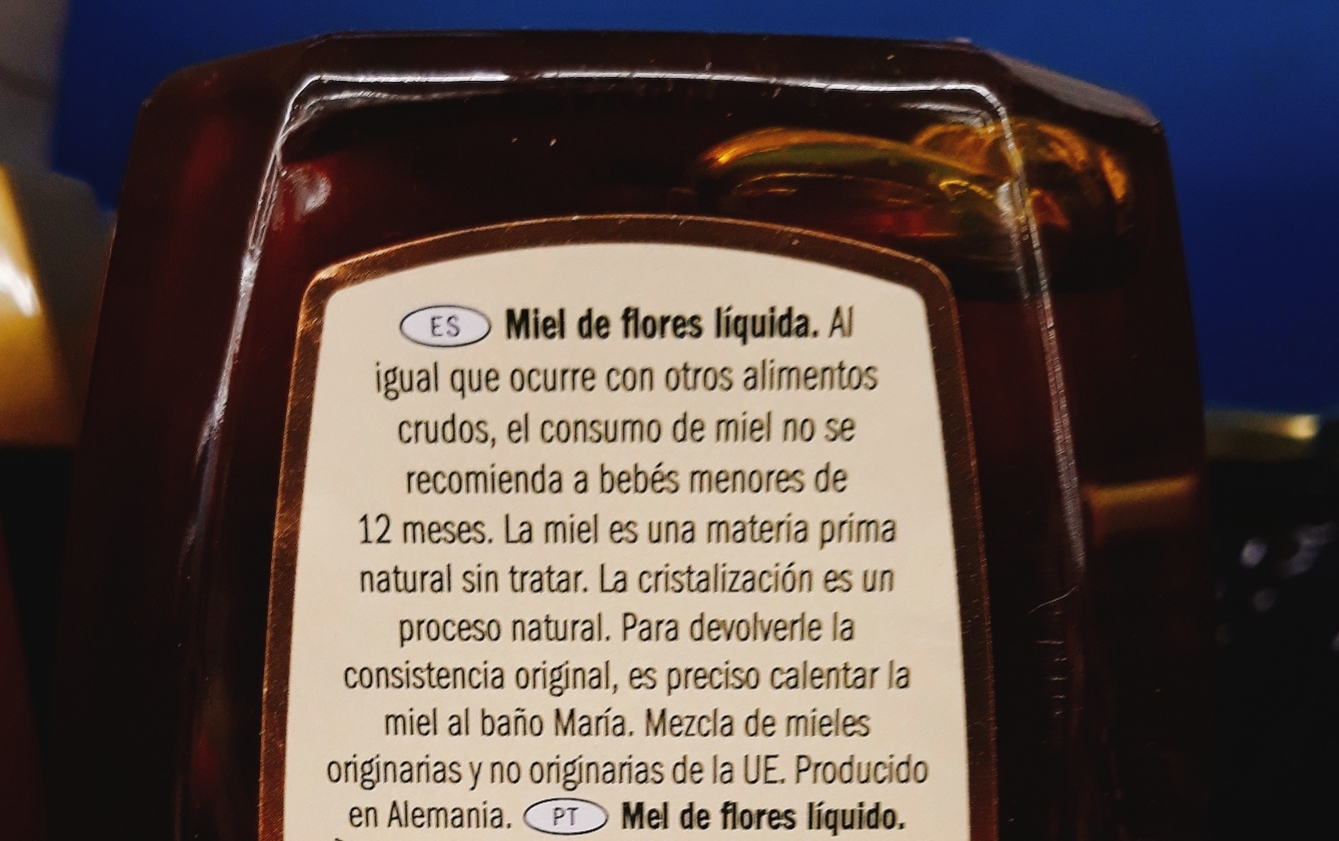 ES Miel de flores líquida. Al
igual que ocurre con otros alimentos
crudos, el consumo de miel no se
recomienda a bebés menores de
12 meses. La miel es una materia prima
natural sin tratar. La cristalización es un
proceso natural. Para devolverle la
consistencia original, es preciso calentar la
miel al baño María. Mezcla de mieles
originarias y no originarias de la UE. Producido
en Alemania. PT Mel de flores líquido.